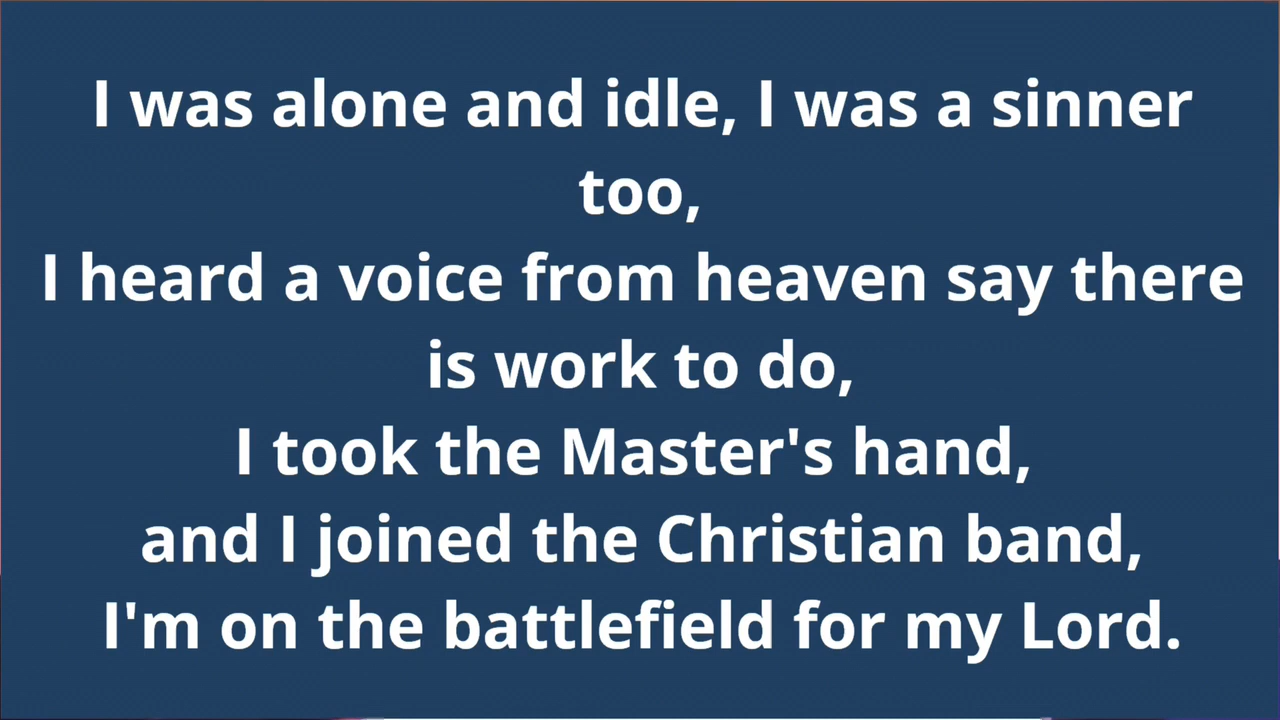 I was alone and idle, I was a sinner
too,
I heard a voice from heaven say there
is work to do,
I took the Master's hand,
and I joined the Christian band,
I'm on the battlefield for my Lord.